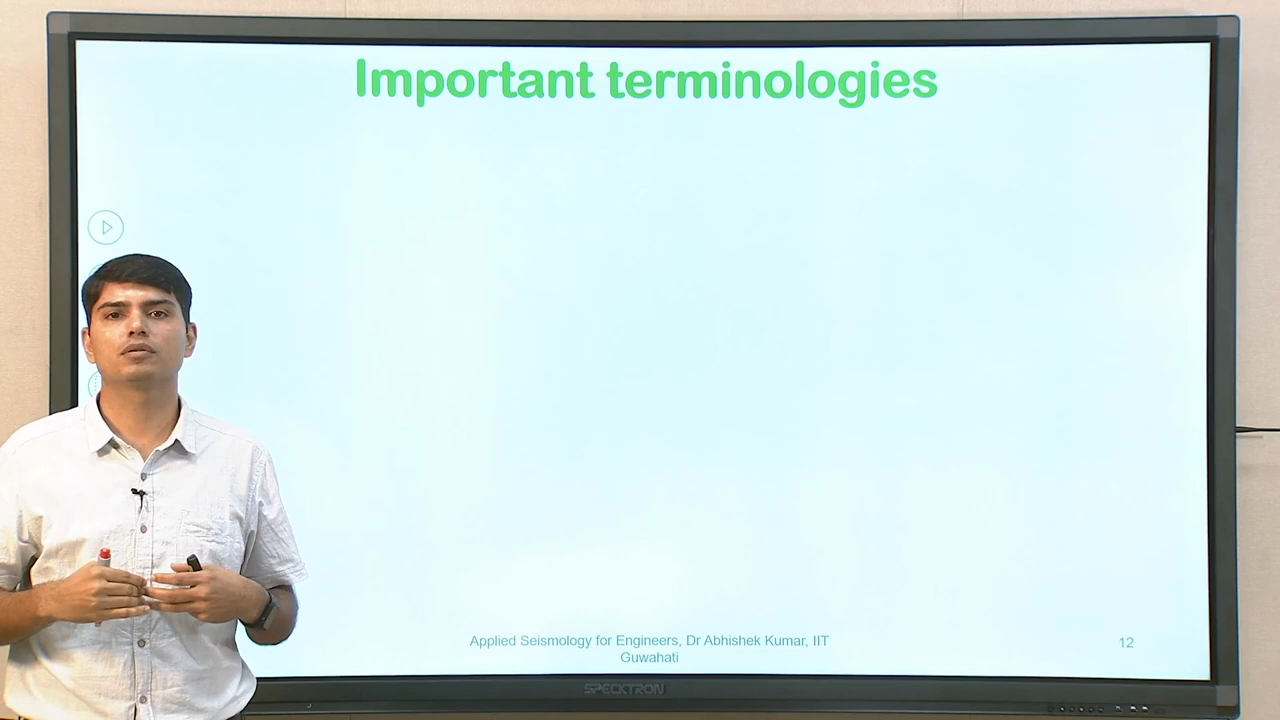 Important terminologies
Applied Seismology for Engineers, Dr Abhishek Kumar, IIT
Guwahati
12
SPECKTRON